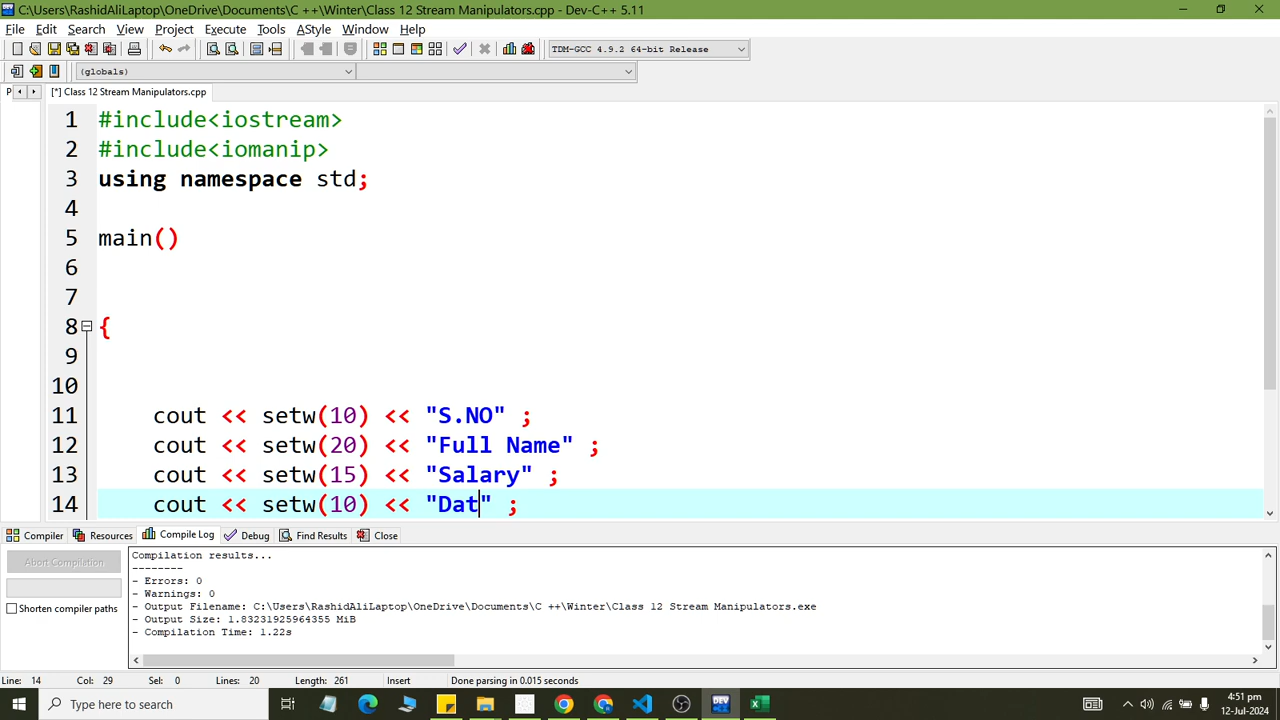 C:\Users\RashidAliLaptop\OneDrive\Documents\C ++\Winter\Class 12 Stream Manipulators.cpp - Dev-C++ 5.11
File Edit Search View Project Execute Tools AStyle Window Help
TDM-GCC 4.9.2 64-bit Release
(globals)
P
[*] Class 12 Stream Manipulators.cpp
1 #include<iostream>
2 #include<iomanip>
3 using namespace std;
4
5 main()
6
7
8 {
9
10
11 cout << setw(10) << "S.NO" ;
12 cout << setw(20) << "Full Name" ;
13 cout << setw(15) << "Salary" ;
14 cout << setw(10) << "Dat" ;
Compiler Resources Compile Log Debug Find Results Close
Abort Compilation
Shorten compiler paths
Compilation results...
--------
- Errors: 0
- Warnings: 0
- Output Filename: C:\Users\RashidAliLaptop\OneDrive\Documents\C ++\Winter\Class 12 Stream Manipulators.exe
- Output Size: 1.83231925964355 MiB
- Compilation Time: 1.22s
Line: 14 Col: 29 Sel: 0 Lines: 20 Length: 261 Insert Done parsing in 0.015 seconds
Type here to search
DEV
4:51 pm
12-Jul-2024